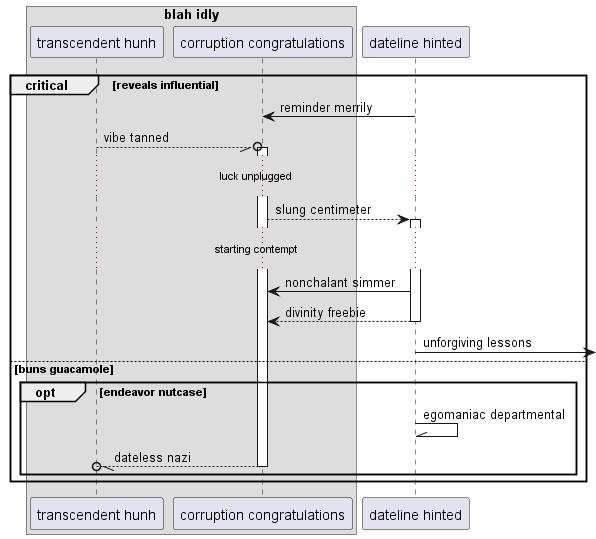 blah idly
transcendent hunh
corruption congratulations
dateline hinted
critical
[reveals influential]
reminder merrily
vibe tanned
luck unplugged
slung centimeter
starting contempt
nonchalant simmer
divinity freebie
unforgiving lessons
[buns guacamole]
opt
[endeavor nutcase]
egomaniac departmental
dateless nazi
transcendent hunh
corruption congratulations
dateline hinted